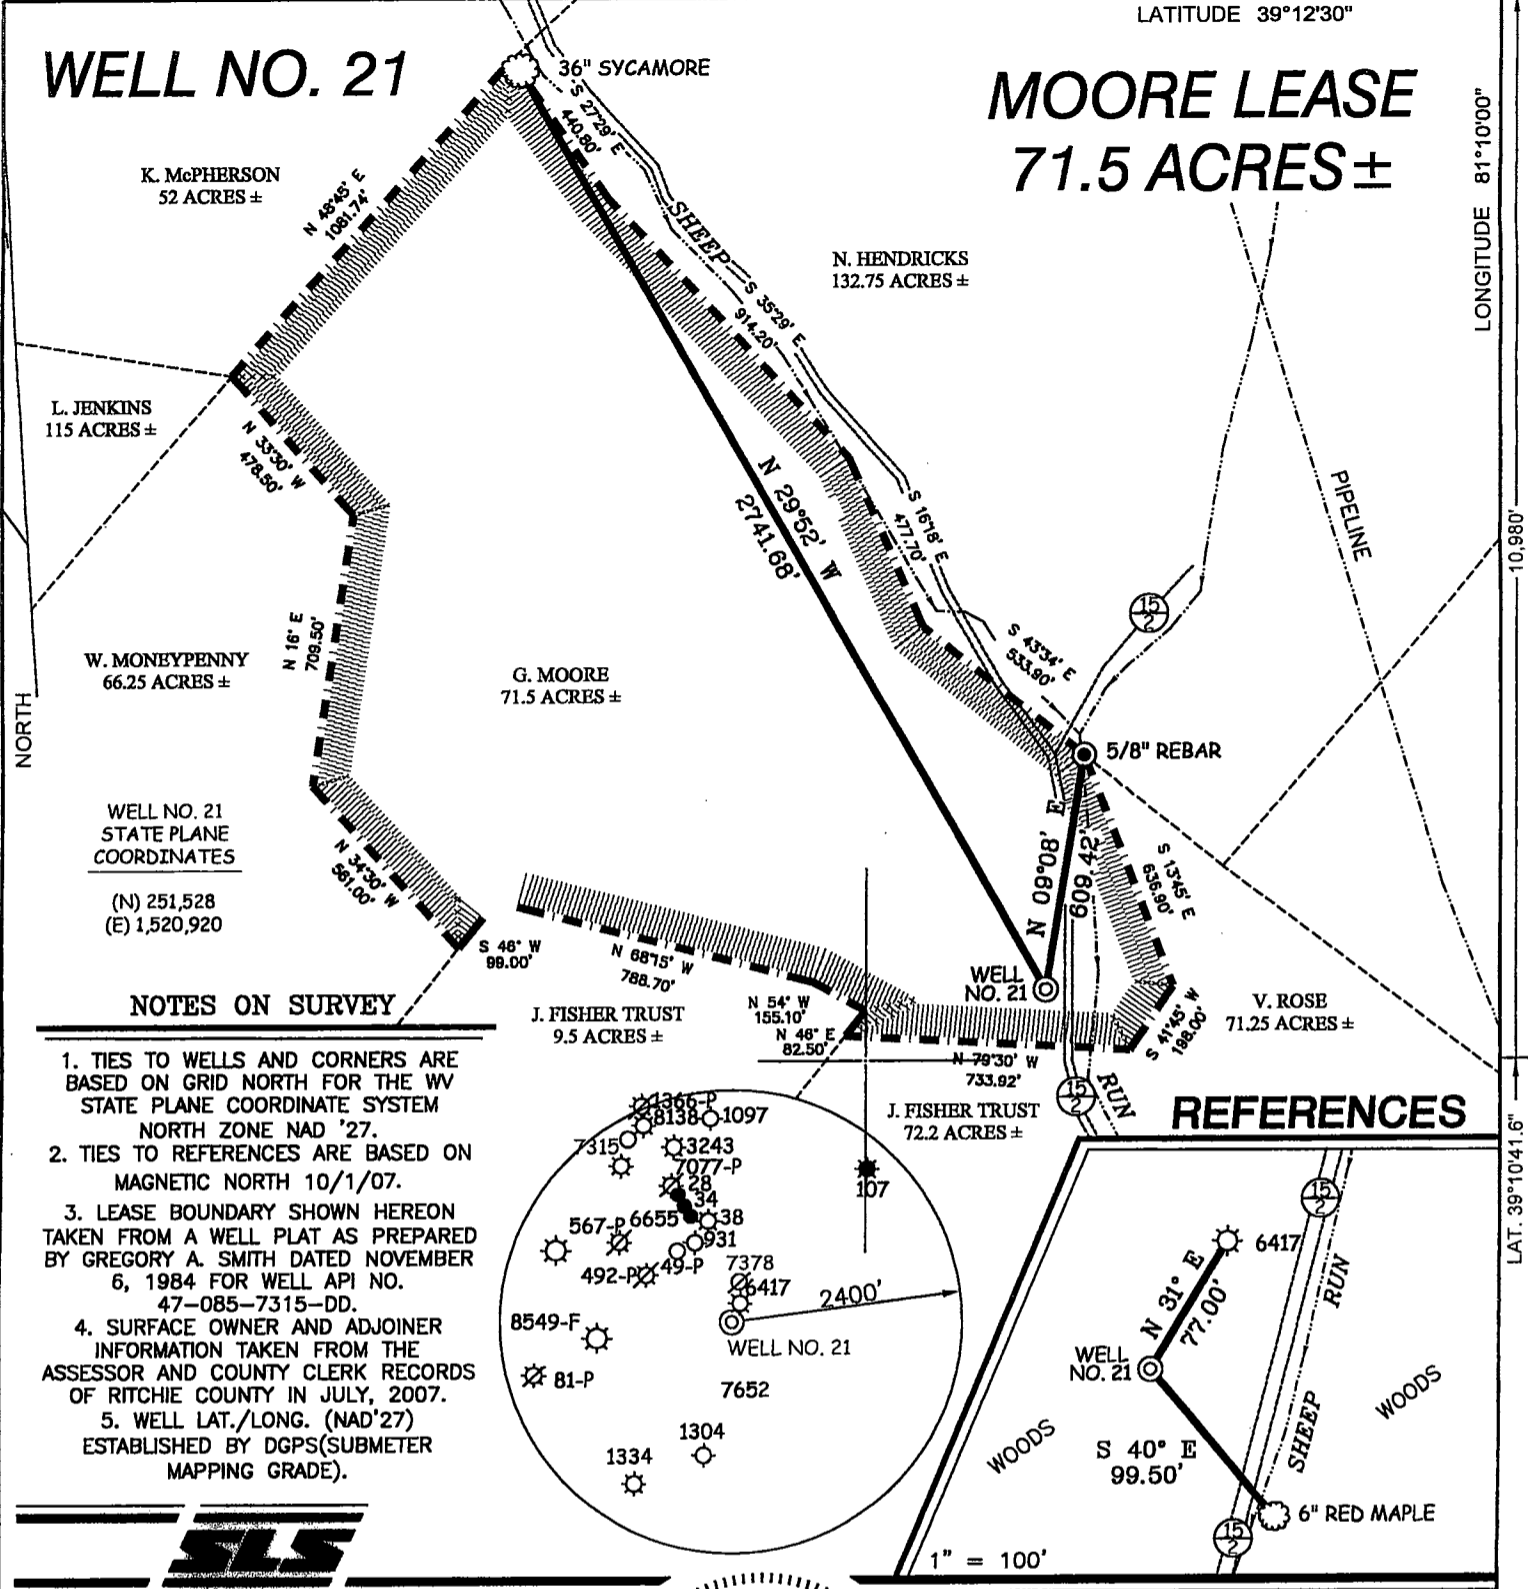 LATITUDE 39°12'30"
WELL NO. 21
36" SYCAMORE
MOORE LEASE
71.5 ACRES ±
LONGITUDE 81°10'00"
K. McPHERSON
52 ACRES ±
N 48°45' E
1081.74'
S 27°29' E
440.80'
SHEEP
N. HENDRICKS
132.75 ACRES ±
S 35°29' E
914.20'
L. JENKINS
115 ACRES ±
N 33°30' W
478.50'
N 29°52' W
2741.68'
S 16°18' E
477.70'
PIPELINE
10,980'
15
2
N 16° E
709.50'
S 43°34' E
533.90'
W. MONEYPENNY
66.25 ACRES ±
G. MOORE
71.5 ACRES ±
NORTH
5/8" REBAR
WELL NO. 21
STATE PLANE
COORDINATES
(N) 251,528
(E) 1,520,920
N 34°30' W
561.00'
N 09°08' E
609.42'
S 13°45' E
636.90'
S 46° W
99.00'
N 68°15' W
788.70'
WELL
NO. 21
N 54° W
155.10'
N 46° E
82.50'
S 41°45' W
198.00'
V. ROSE
71.25 ACRES ±
NOTES ON SURVEY
J. FISHER TRUST
9.5 ACRES ±
N 79°30' W
733.92'
1. TIES TO WELLS AND CORNERS ARE
BASED ON GRID NORTH FOR THE WV
STATE PLANE COORDINATE SYSTEM
NORTH ZONE NAD '27.
2. TIES TO REFERENCES ARE BASED ON
MAGNETIC NORTH 10/1/07.
3. LEASE BOUNDARY SHOWN HEREON
TAKEN FROM A WELL PLAT AS PREPARED
BY GREGORY A. SMITH DATED NOVEMBER
6, 1984 FOR WELL API NO.
47-085-7315-DD.
4. SURFACE OWNER AND ADJOINER
INFORMATION TAKEN FROM THE
ASSESSOR AND COUNTY CLERK RECORDS
OF RITCHIE COUNTY IN JULY, 2007.
5. WELL LAT./LONG. (NAD'27)
ESTABLISHED BY DGPS(SUBMETER
MAPPING GRADE).
SLS
J. FISHER TRUST
72.2 ACRES ±
15
2
RUN
1366-P
8138
1097
7315
3243
7077-P
28
34
107
567-P
6655
38
931
492-P
49-P
7378
6417
2400'
8549-F
WELL NO. 21
81-P
7652
1304
1334
REFERENCES
LAT. 39°10'41.6"
15
2
6417
N 31° E
77.00'
RUN
WELL
NO. 21
WOODS
WOODS
SHEEP
S 40° E
99.50'
6" RED MAPLE
15
2
1" = 100'